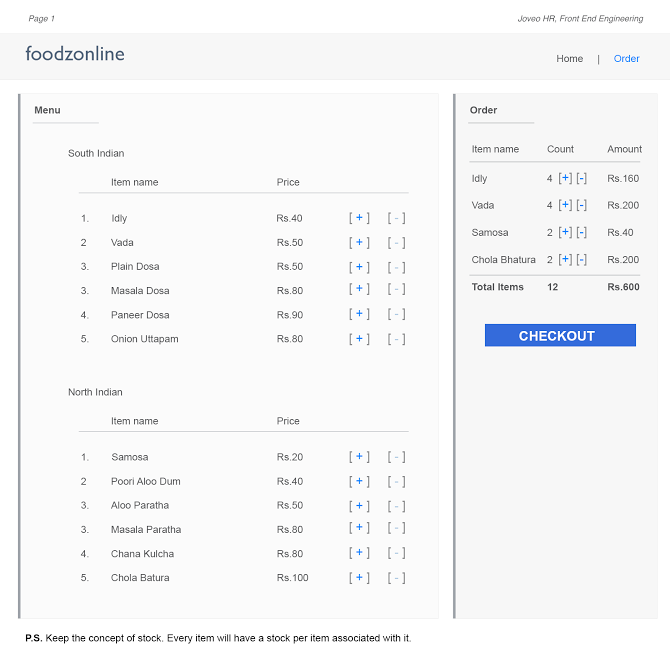 Page 1
Joveo HR, Front End Engineering
foodzonline
Home | Order
Menu
South Indian
Item name Price
1. Idly Rs.40 [ + ] [ - ]
2 Vada Rs.50 [ + ] [ - ]
3. Plain Dosa Rs.50 [ + ] [ - ]
3. Masala Dosa Rs.80 [ + ] [ - ]
4. Paneer Dosa Rs.90 [ + ] [ - ]
5. Onion Uttapam Rs.80 [ + ] [ - ]
North Indian
Item name Price
1. Samosa Rs.20 [ + ] [ - ]
2 Poori Aloo Dum Rs.40 [ + ] [ - ]
3. Aloo Paratha Rs.50 [ + ] [ - ]
3. Masala Paratha Rs.80 [ + ] [ - ]
4. Chana Kulcha Rs.80 [ + ] [ - ]
5. Chola Batura Rs.100 [ + ] [ - ]
Order
Item name Count Amount
Idly 4 [+] [-] Rs.160
Vada 4 [+] [-] Rs.200
Samosa 2 [+] [-] Rs.40
Chola Bhatura 2 [+] [-] Rs.200
Total Items 12 Rs.600
CHECKOUT
P.S. Keep the concept of stock. Every item will have a stock per item associated with it.